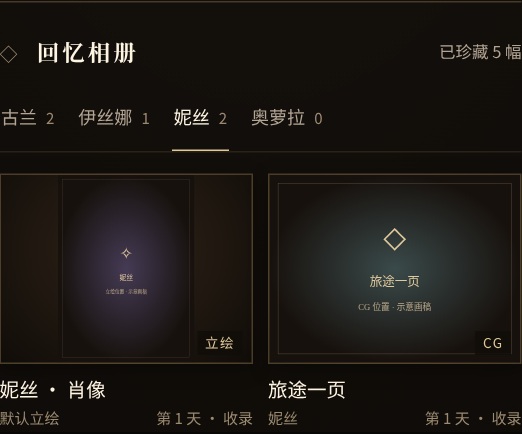 回忆相册 已珍藏 5 幅
古兰 2 伊丝娜 1 妮丝 2 奥萝拉 0
妮丝
立绘位置 · 示意画稿
立绘
旅途一页
CG 位置 · 示意画稿
CG
妮丝 · 肖像
默认立绘 第 1 天 · 收录
旅途一页
妮丝 第 1 天 · 收录